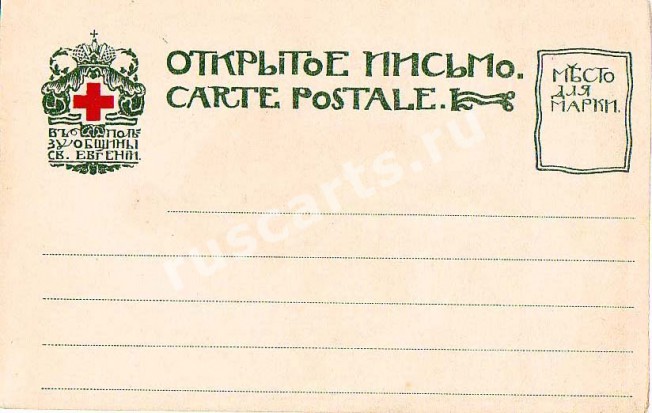 ОТКРЫТОЕ ПИСЬМО.
CARTE POSTALE.
ВЪ ПОЛЬ
ЗУ ОБЩИНЫ
СВ. ЕВГЕНІИ.
МѢСТО
ДЛЯ
МАРКИ.
ruscarts.ru